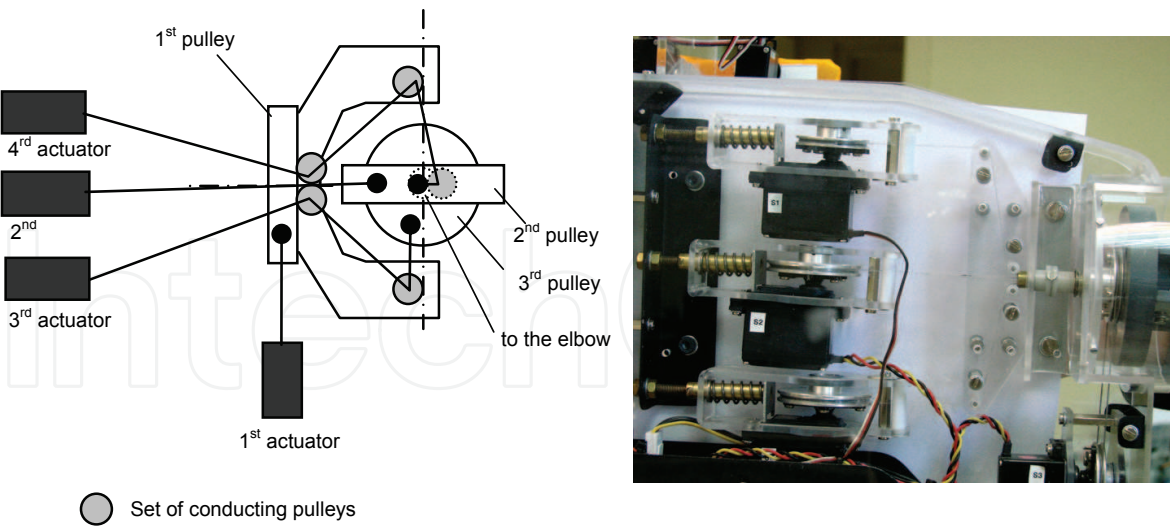 1st pulley
4rd actuator
2nd
3rd actuator
1st actuator
2nd pulley
3rd pulley
to the elbow
Set of conducting pulleys
InTech
S1
S2
S3